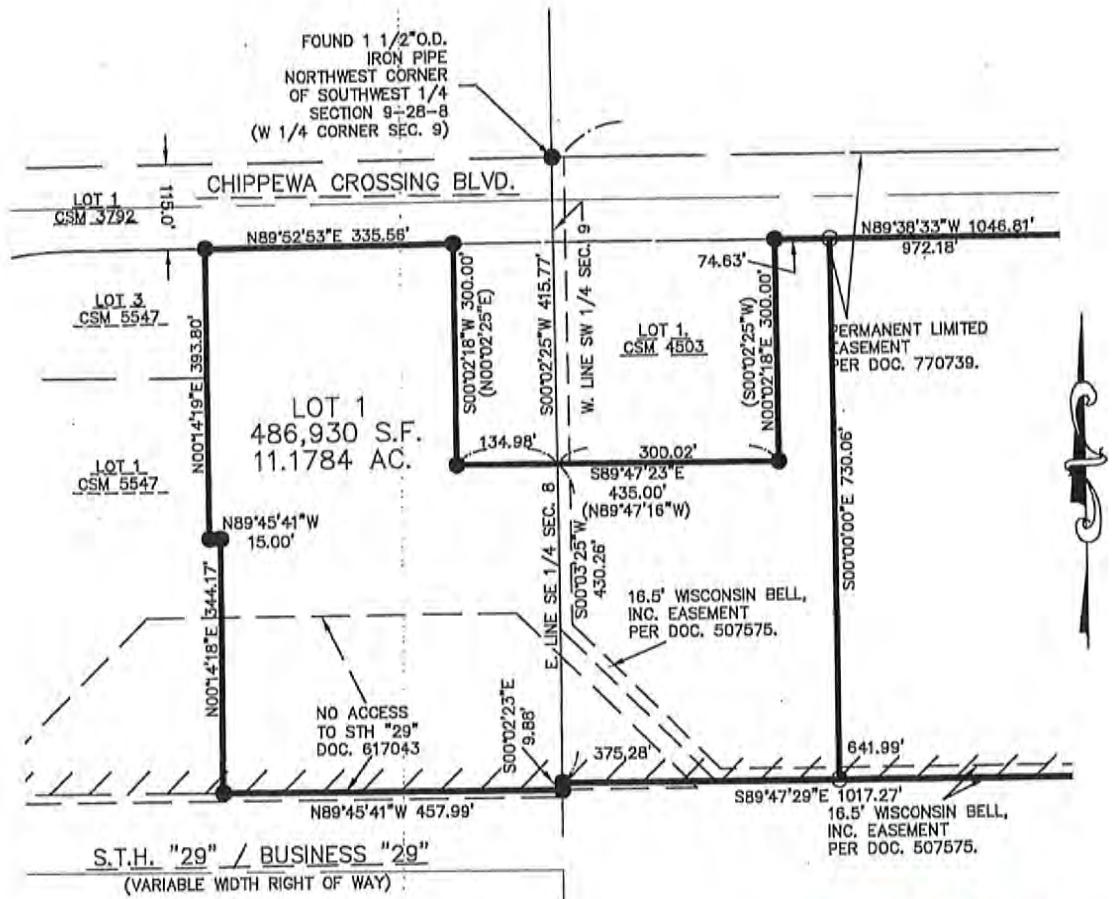 FOUND 1 1/2"O.D.
IRON PIPE
NORTHWEST CORNER
OF SOUTHWEST 1/4
SECTION 9-28-8
(W 1/4 CORNER SEC. 9)
115.0'
CHIPPEWA CROSSING BLVD.
LOT 1
CSM 3792
N89°52'53"E 335.56'
N89°38'33"W 1046.81'
972.18'
74.63'
LOT 3
CSM 5547
N00°14'19"E 393.80'
S00°02'18"W 300.00'
(N00°02'25"E)
S00°02'25"W 415.77'
W. LINE SW 1/4 SEC. 9
LOT 1,
CSM 4503
(S00°02'25"W)
N00°02'18"E 300.00'
PERMANENT LIMITED
EASEMENT
PER DOC. 770739.
LOT 1
486,930 S.F.
11.1784 AC.
134.98'
300.02'
S89°47'23"E
435.00'
(N89°47'16"W)
LOT 1
CSM 5547
N89°45'41"W
15.00'
S00°00'00"E 730.06'
E. LINE SE 1/4 SEC. 8
S00°03'25"W
430.26'
N00°14'18"E 344.17'
16.5' WISCONSIN BELL,
INC. EASEMENT
PER DOC. 507575.
NO ACCESS
TO STH "29"
DOC. 617043
S00°02'23"E
9.88'
375.28'
641.99'
N89°45'41"W 457.99'
S89°47'29"E 1017.27'
16.5' WISCONSIN BELL,
INC. EASEMENT
PER DOC. 507575.
S.T.H. "29" / BUSINESS "29"
(VARIABLE WIDTH RIGHT OF WAY)